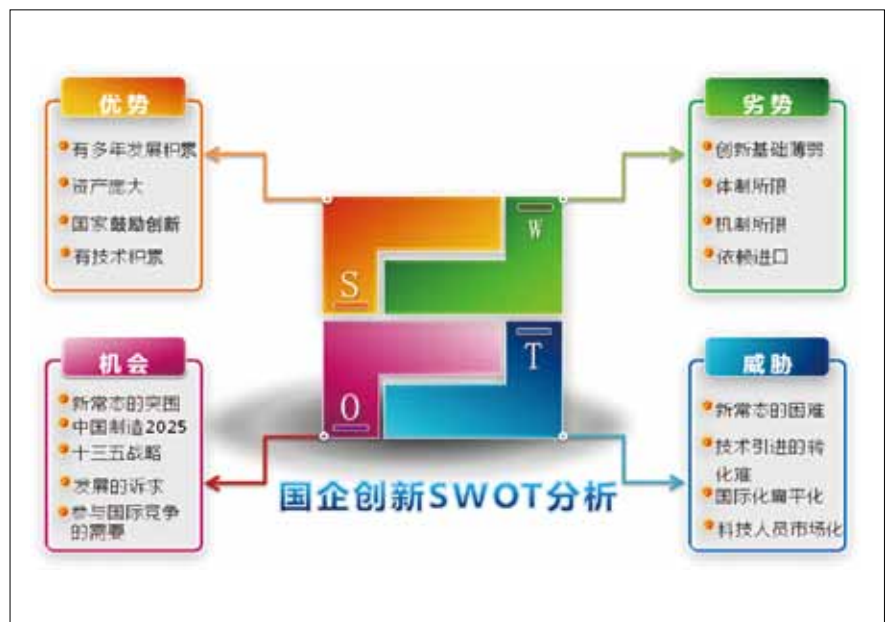 优势
有多年发展积累
资产庞大
国家鼓励创新
有技术积累
劣势
创新基础薄弱
体制所限
机制所限
依赖进口
S
W
O
T
机会
新常态的突围
中国制造2025
十三五战略
发展的诉求
参与国际竞争
的需要
威胁
新常态的困难
技术引进的转
化难
国际化扁平化
科技人员市场化
国企创新SWOT分析